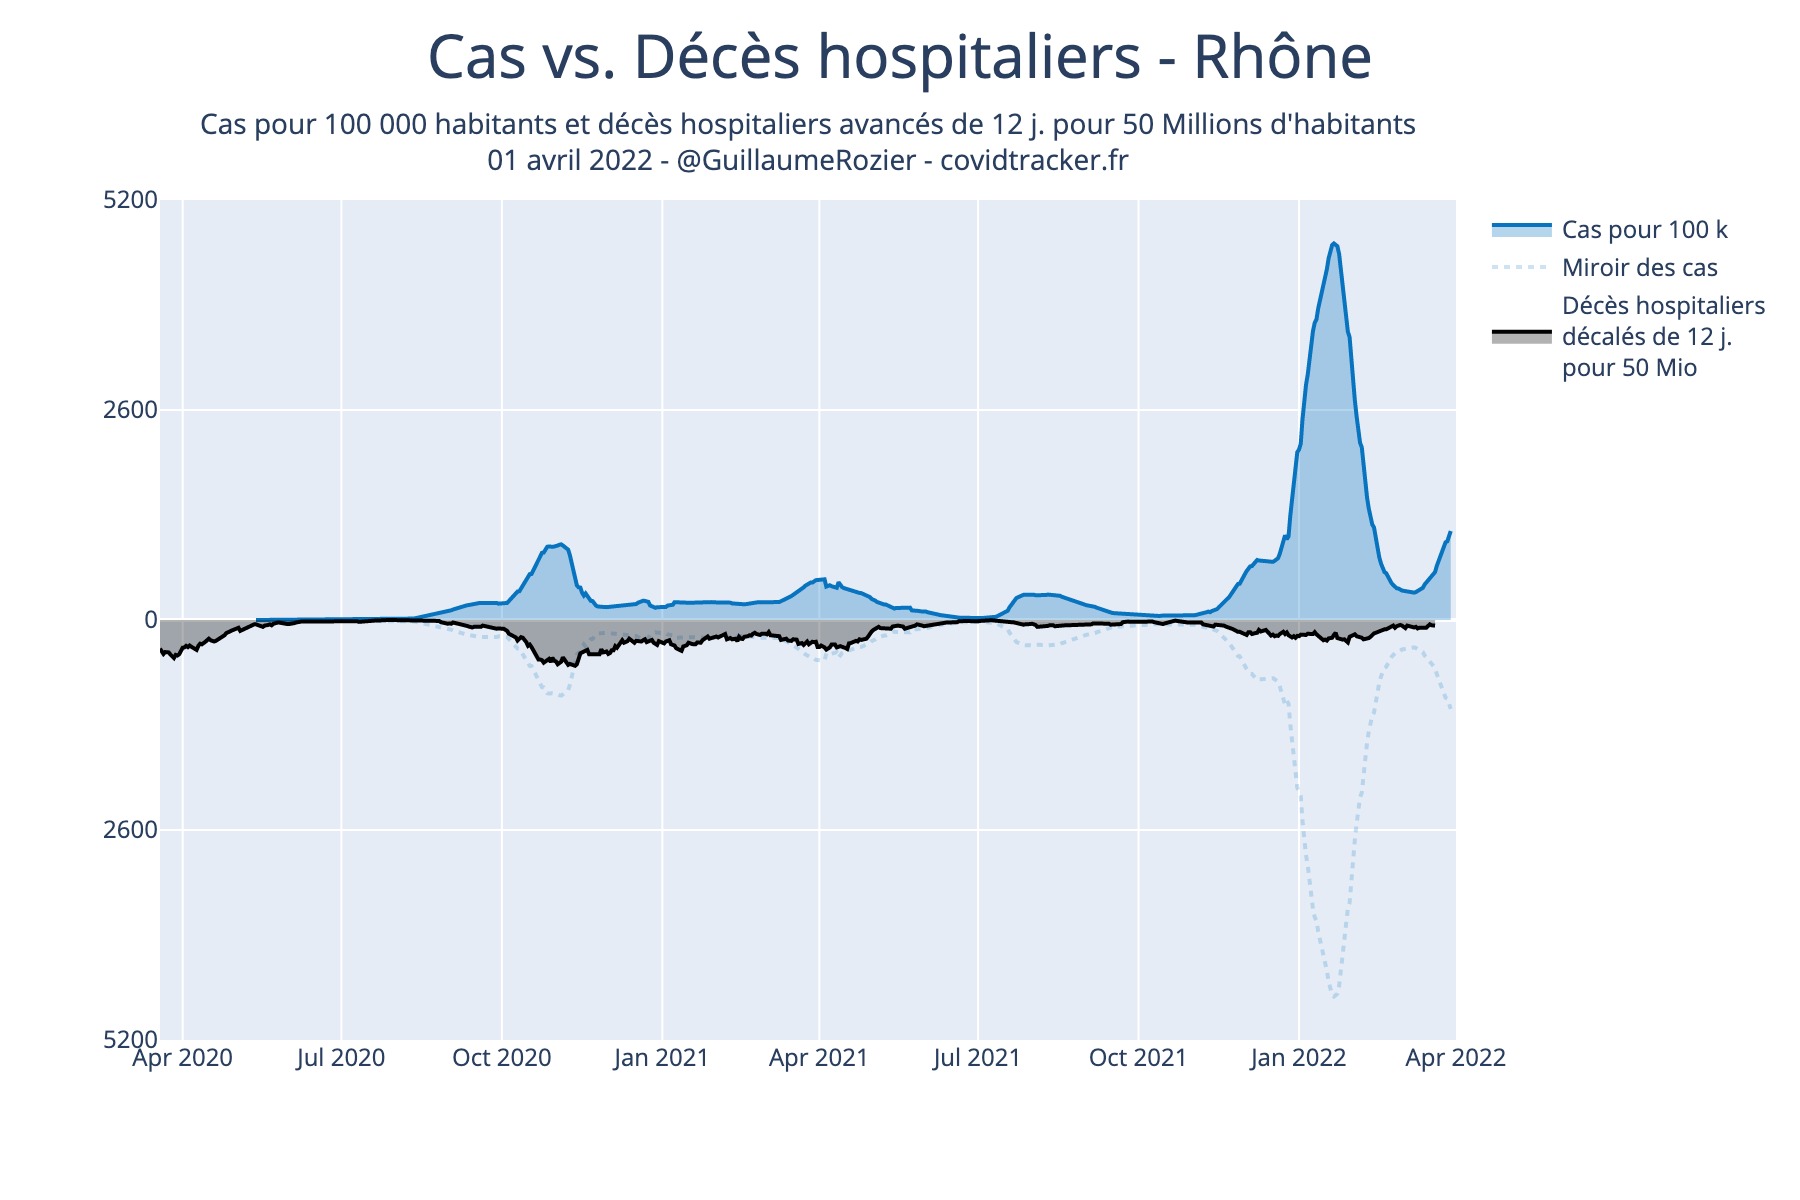 Cas vs. Décès hospitaliers - Rhône
Cas pour 100 000 habitants et décès hospitaliers avancés de 12 j. pour 50 Millions d'habitants
01 avril 2022 - @GuillaumeRozier - covidtracker.fr
5200
2600
0
2600
5200
Apr 2020
Jul 2020
Oct 2020
Jan 2021
Apr 2021
Jul 2021
Oct 2021
Jan 2022
Apr 2022
Cas pour 100 k
Miroir des cas
Décès hospitaliers
décalés de 12 j.
pour 50 Mio